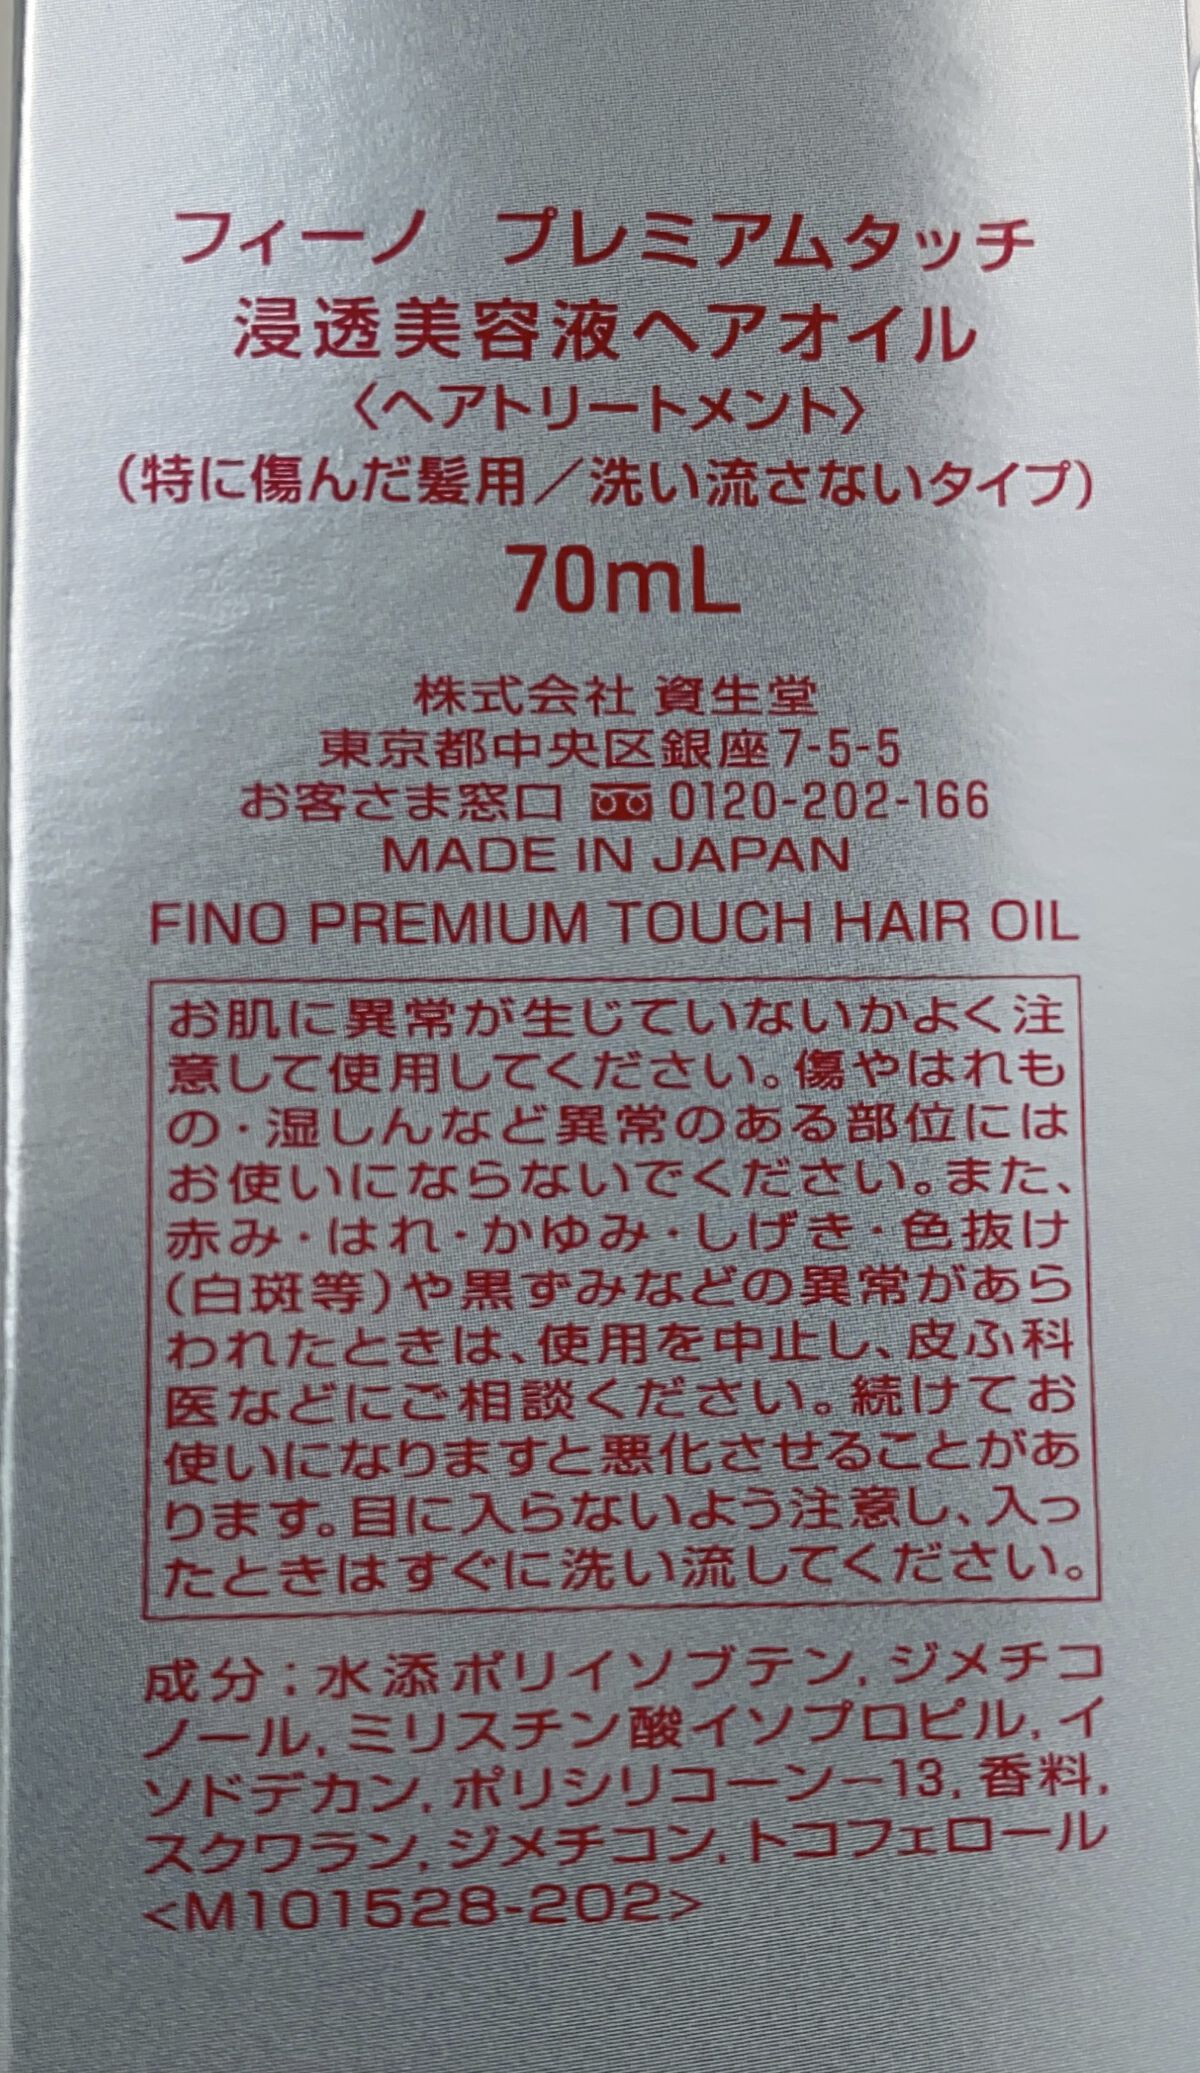 フィーノ プレミアムタッチ
浸透美容液ヘアオイル
〈ヘアトリートメント〉
(特に傷んだ髪用/洗い流さないタイプ)
70mL
株式会社 資生堂
東京都中央区銀座7-5-5
お客さま窓口 0120-202-166
MADE IN JAPAN
FINO PREMIUM TOUCH HAIR OIL
お肌に異常が生じていないかよく注
意して使用してください。傷やはれも
の・湿しんなど異常のある部位には
お使いにならないでください。また、
赤み・はれ・かゆみ・しげき・色抜け
(白斑等)や黒ずみなどの異常があら
われたときは、使用を中止し、皮ふ科
医などにご相談ください。続けてお
使いになりますと悪化させることがあ
ります。目に入らないよう注意し、入っ
たときはすぐに洗い流してください。
成分:水添ポリイソブテン,ジメチコ
ノール,ミリスチン酸イソプロピル,イ
ソドデカン,ポリシリコーン-13,香料,
スクワラン,ジメチコン,トコフェロール
<M101528-202>